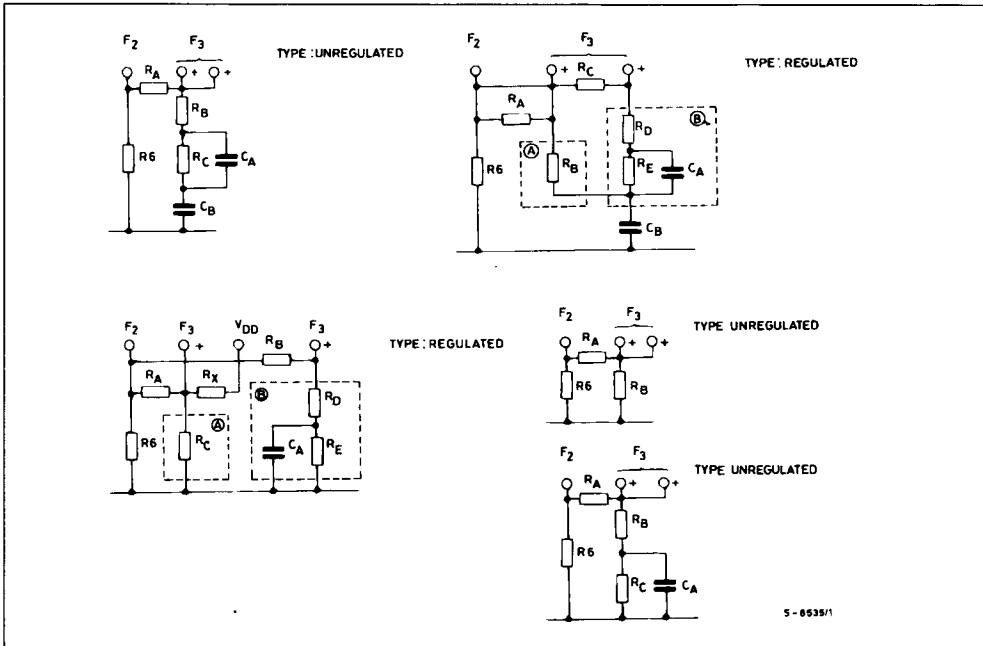 F2 F3
TYPE : UNREGULATED
RA + +
RB
R6 RC CA
CB
F2 F3
TYPE : REGULATED
+ RC +
RA
RD B
A
R6 RB RE CA
CB
F2 F3 VDD F3
+ RB +
TYPE : REGULATED
RA RX
B RD
A
R6 RC CA RE
F2 F3
TYPE UNREGULATED
RA + +
R6 RB
F2 F3
TYPE UNREGULATED
RA + +
RB
R6
RC CA
S-6535/1